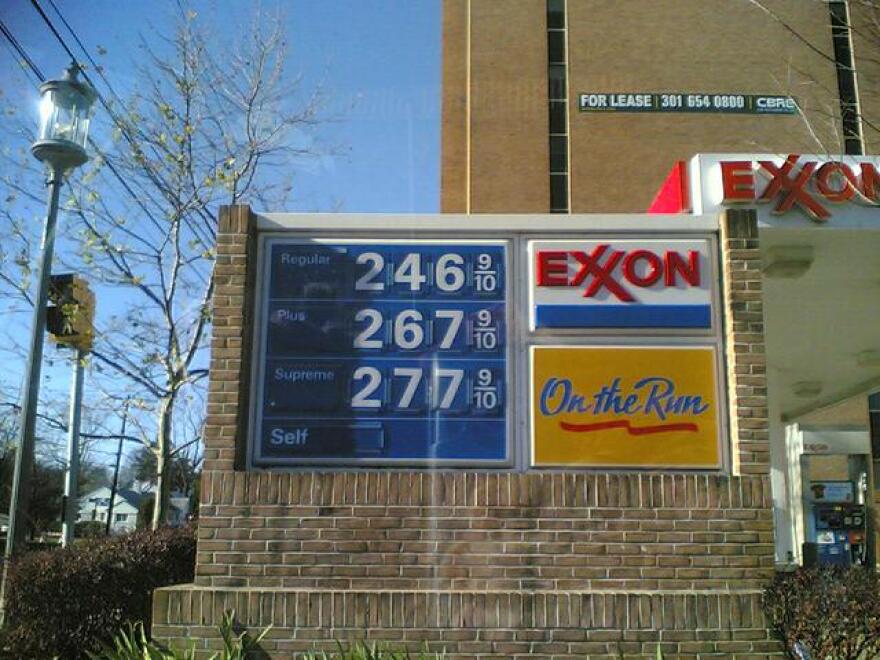 FOR LEASE 301 654 0800 CBRE
EXXON
Regular 246 9/10
Plus 267 9/10
Supreme 277 9/10
Self
EXXON
On the Run